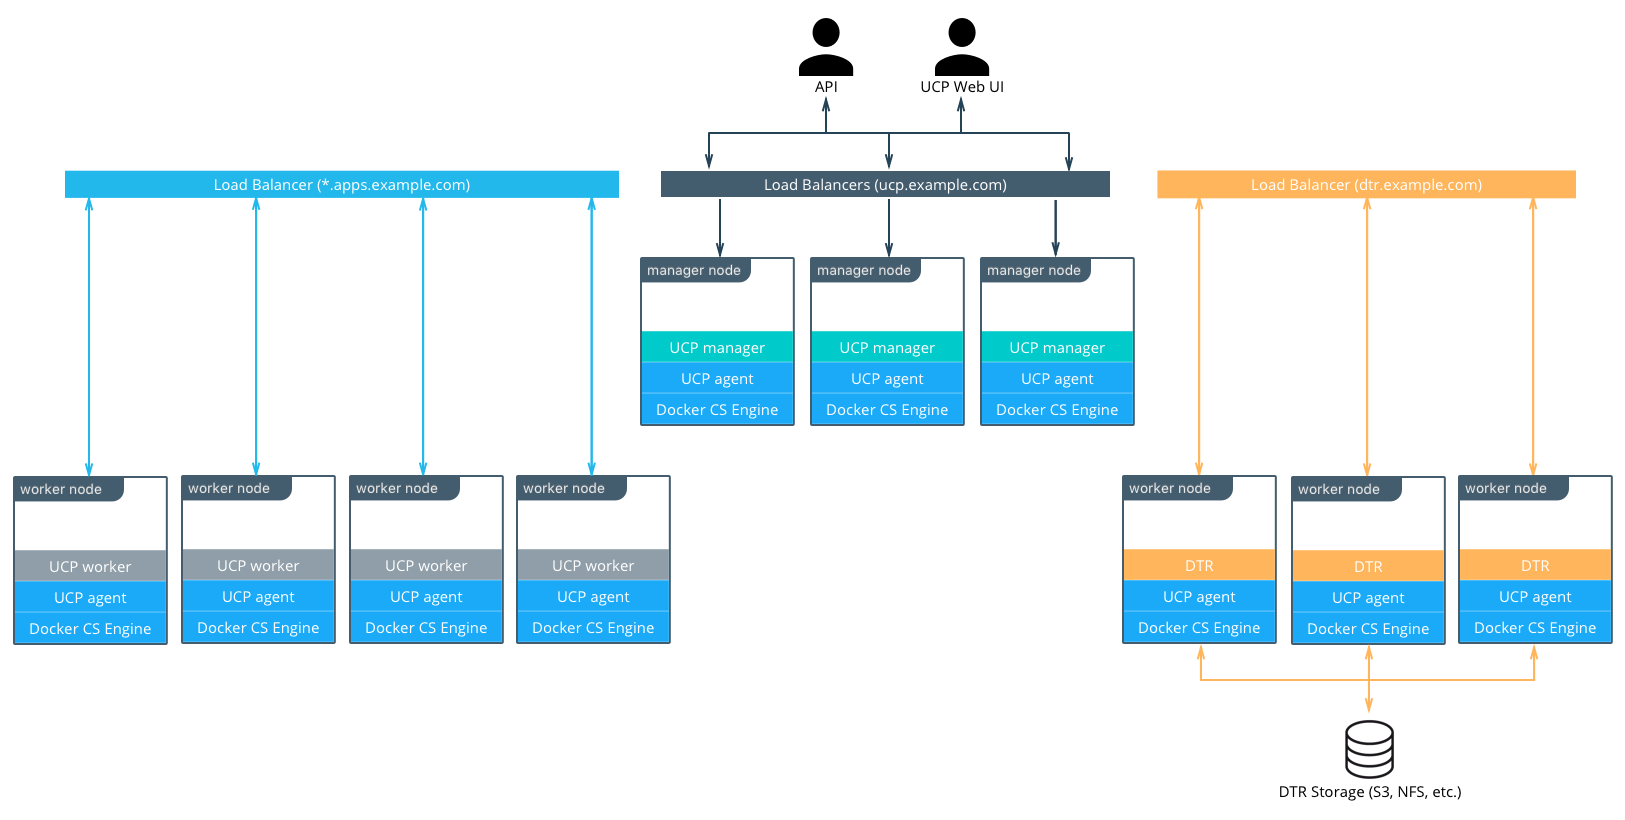 API
UCP Web UI
Load Balancer (*.apps.example.com)
Load Balancers (ucp.example.com)
Load Balancer (dtr.example.com)
manager node
manager node
manager node
UCP manager
UCP manager
UCP manager
UCP agent
UCP agent
UCP agent
Docker CS Engine
Docker CS Engine
Docker CS Engine
worker node
worker node
worker node
worker node
worker node
worker node
worker node
UCP worker
UCP worker
UCP worker
UCP worker
DTR
DTR
DTR
UCP agent
UCP agent
UCP agent
UCP agent
UCP agent
UCP agent
UCP agent
Docker CS Engine
Docker CS Engine
Docker CS Engine
Docker CS Engine
Docker CS Engine
Docker CS Engine
Docker CS Engine
DTR Storage (S3, NFS, etc.)